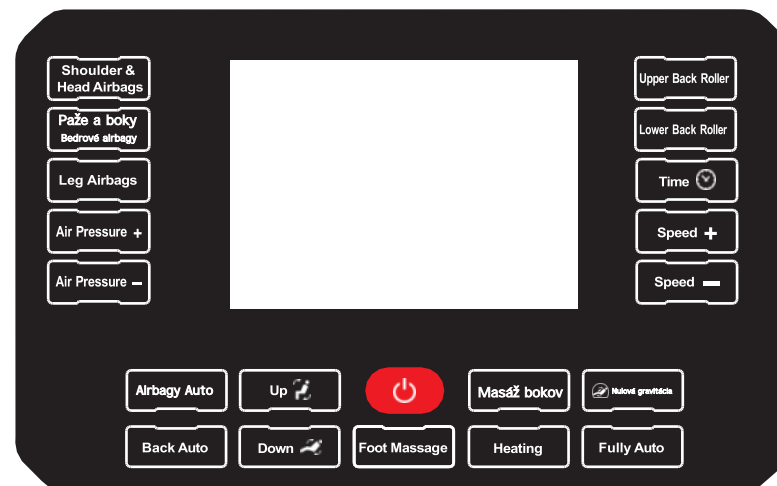 Shoulder &
Head Airbags
Paže a boky
Bedrové airbagy
Leg Airbags
Air Pressure +
Air Pressure −
Upper Back Roller
Lower Back Roller
Time
Speed +
Speed −
Airbagy Auto
Up
Masáž bokov
Nulová gravitácia
Back Auto
Down
Foot Massage
Heating
Fully Auto